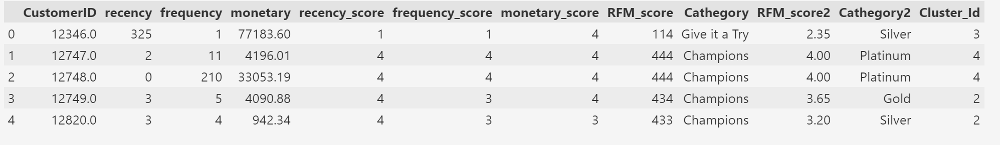 CustomerID recency frequency monetary recency_score frequency_score monetary_score RFM_score Cathegory RFM_score2 Cathegory2 Cluster_Id
0 12346.0 325 1 77183.60 1 1 4 114 Give it a Try 2.35 Silver 3
1 12747.0 2 11 4196.01 4 4 4 444 Champions 4.00 Platinum 4
2 12748.0 0 210 33053.19 4 4 4 444 Champions 4.00 Platinum 4
3 12749.0 3 5 4090.88 4 3 4 434 Champions 3.65 Gold 2
4 12820.0 3 4 942.34 4 3 3 433 Champions 3.20 Silver 2